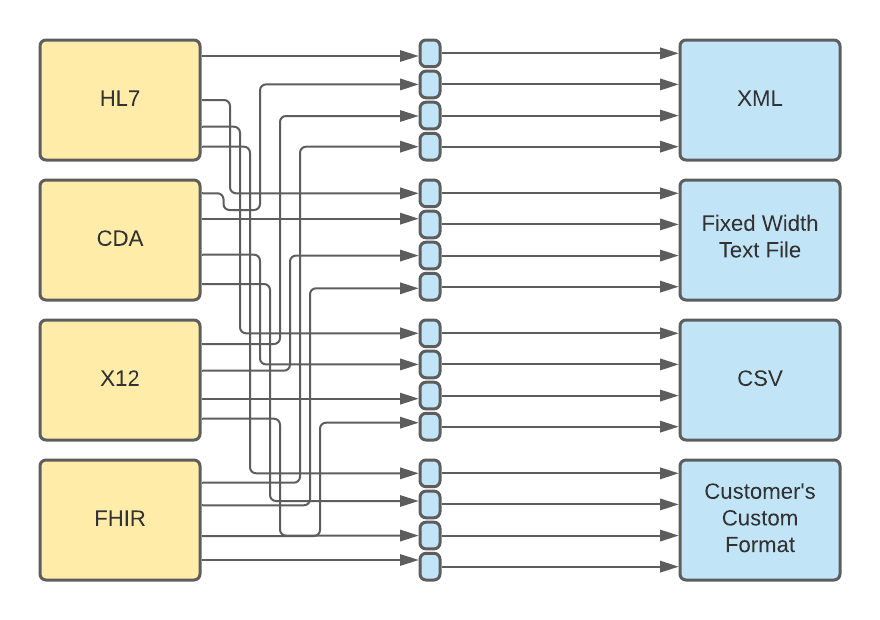 HL7
XML
CDA
Fixed Width
Text File
X12
CSV
FHIR
Customer's
Custom
Format